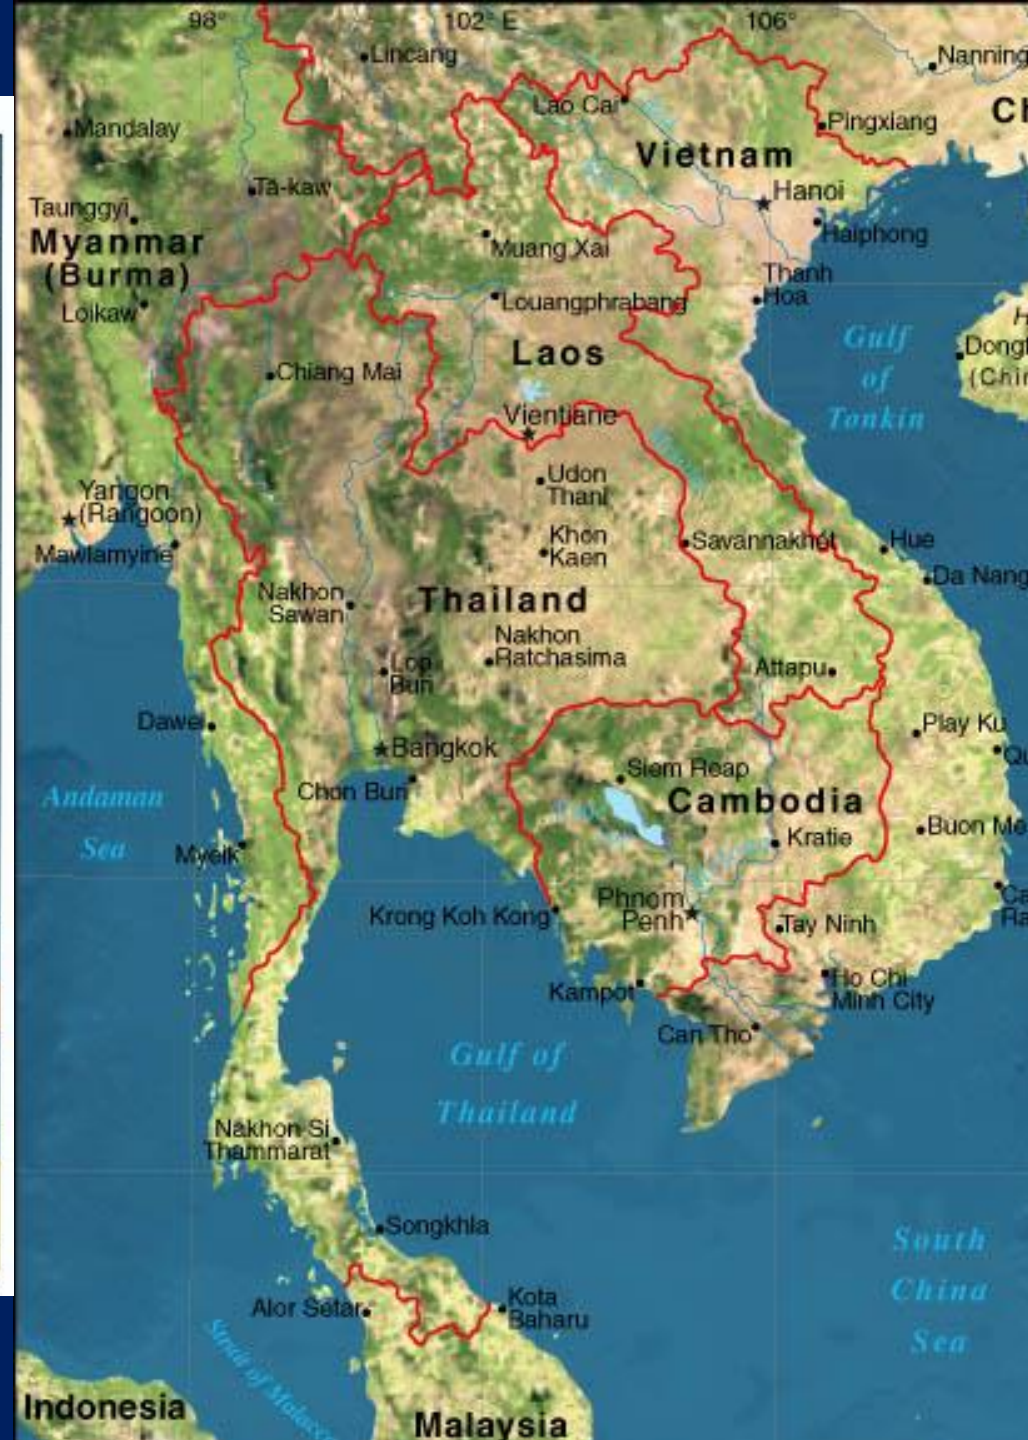 98°
102° E
106°
Lincang
Nanning
Lao Cai
Mandalay
Pingxiang
Vietnam
Ta-kaw
Hanoi
Taunggyi
Haiphong
Myanmar
(Burma)
Muang Xai
Thanh
Hoa
Loikaw
Louangphrabang
Gulf
of
Tonkin
Laos
Chiang Mai
Vientiane
Udon
Thani
Yangon
(Rangoon)
Khon
Kaen
Savannakhet
Hue
Mawlamyine
Da Nang
Nakhon
Sawan
Thailand
Nakhon
Ratchasima
Lop
Buri
Attapu
Dawei
Play Ku
Bangkok
Siem Reap
Chon Buri
Cambodia
Andaman
Sea
Buon Me
Kratie
Myeik
Phnom
Penh
Krong Koh Kong
Tay Ninh
Kampot
Ho Chi
Minh City
Can Tho
Gulf of
Thailand
Nakhon Si
Thammarat
Songkhla
South
China
Sea
Alor Setar
Kota
Baharu
Strait of
Indonesia
Malaysia